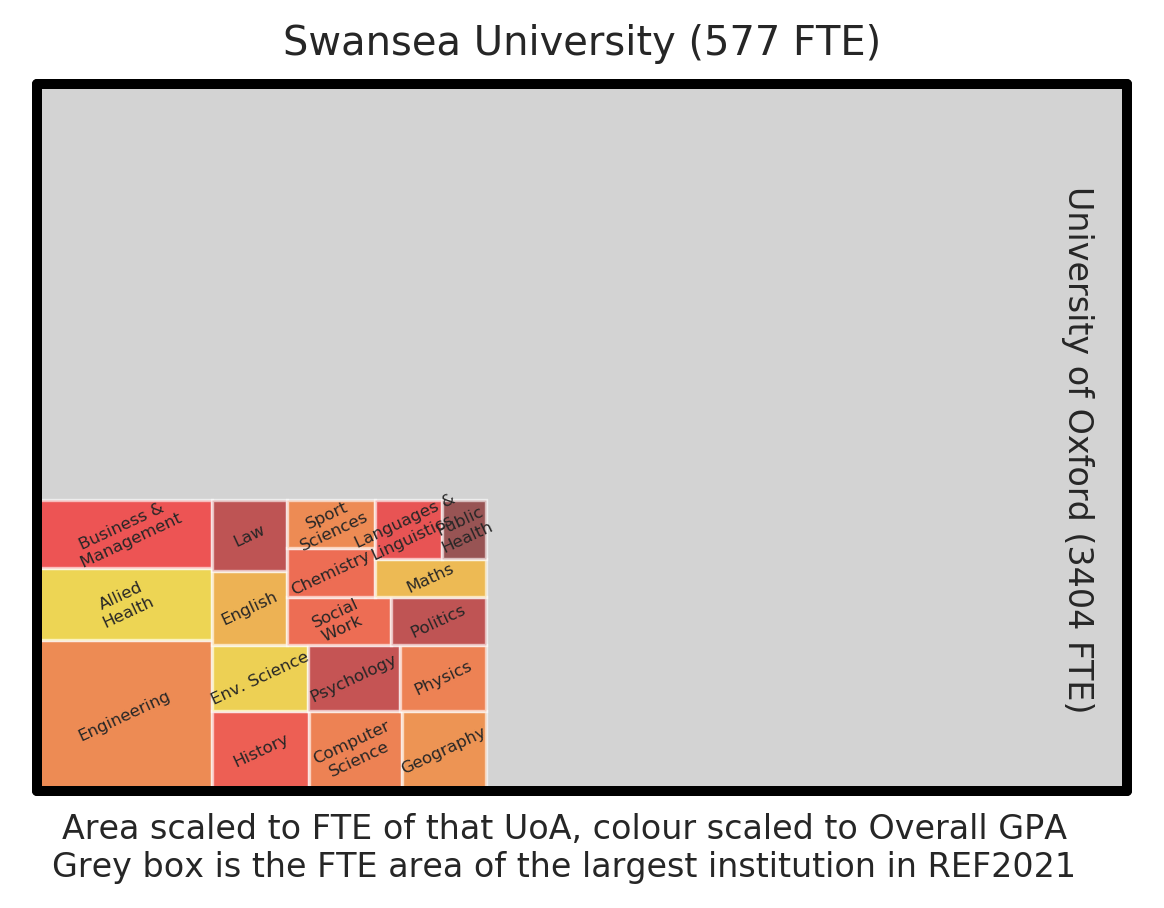 Swansea University (577 FTE)
University of Oxford (3404 FTE)
Business &
Management
Law
Sport
Sciences
Languages &
Linguistics
Public
Health
Allied
Health
English
Chemistry
Maths
Social
Work
Politics
Engineering
Env. Science
Psychology
Physics
History
Computer
Science
Geography
Area scaled to FTE of that UoA, colour scaled to Overall GPA
Grey box is the FTE area of the largest institution in REF2021